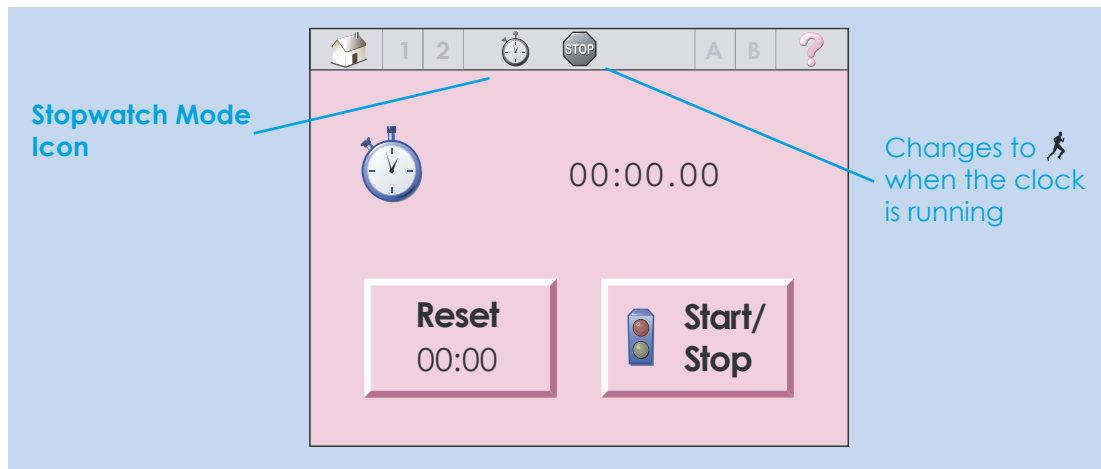 1 2 STOP A B ?
Stopwatch Mode
Icon
00:00.00
Changes to
when the clock
is running
Reset
00:00
Start/
Stop